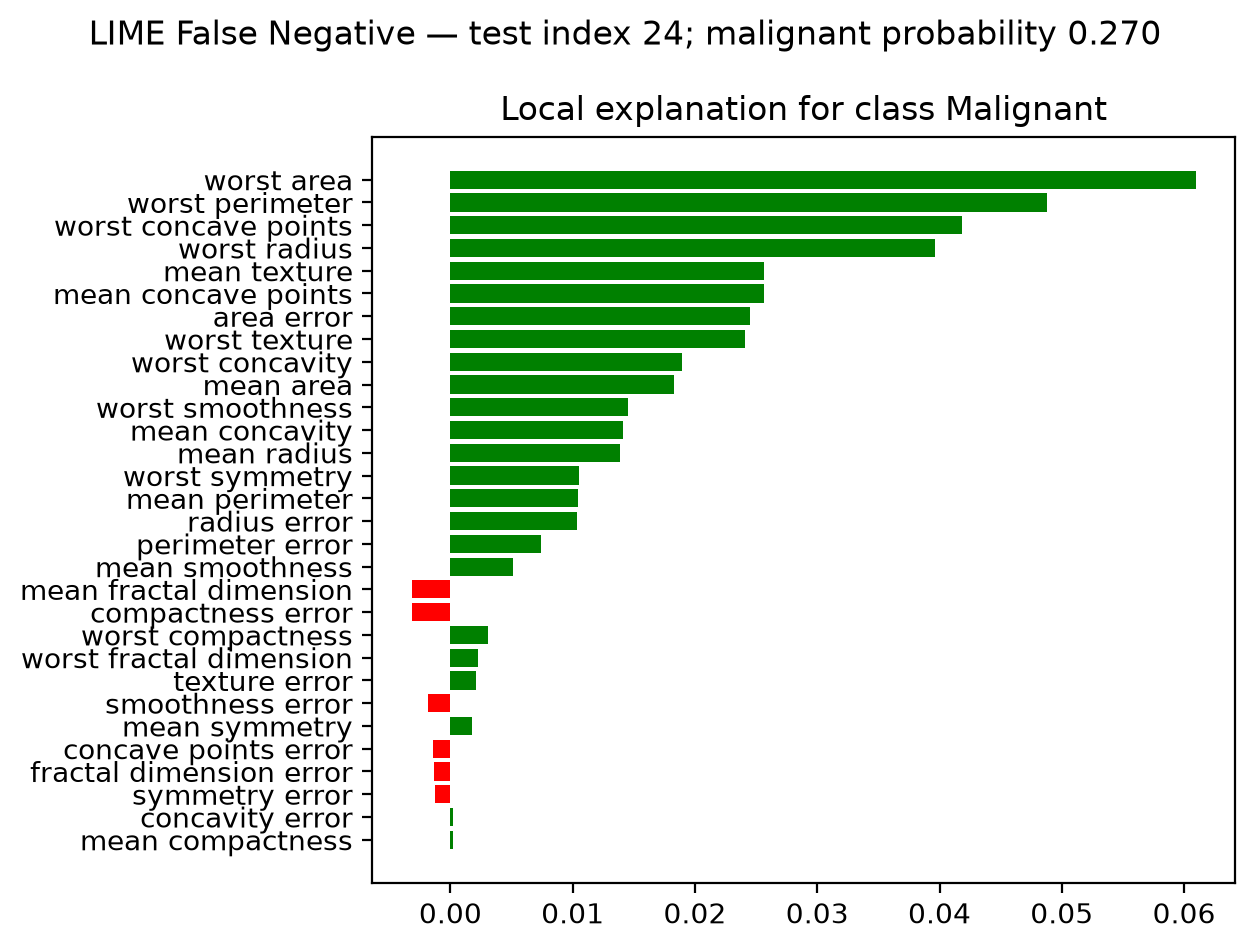 LIME False Negative — test index 24; malignant probability 0.270
Local explanation for class Malignant
worst area
worst perimeter
worst concave points
worst radius
mean texture
mean concave points
area error
worst texture
worst concavity
mean area
worst smoothness
mean concavity
mean radius
worst symmetry
mean perimeter
radius error
perimeter error
mean smoothness
mean fractal dimension
compactness error
worst compactness
worst fractal dimension
texture error
smoothness error
mean symmetry
concave points error
fractal dimension error
symmetry error
concavity error
mean compactness
0.00 0.01 0.02 0.03 0.04 0.05 0.06